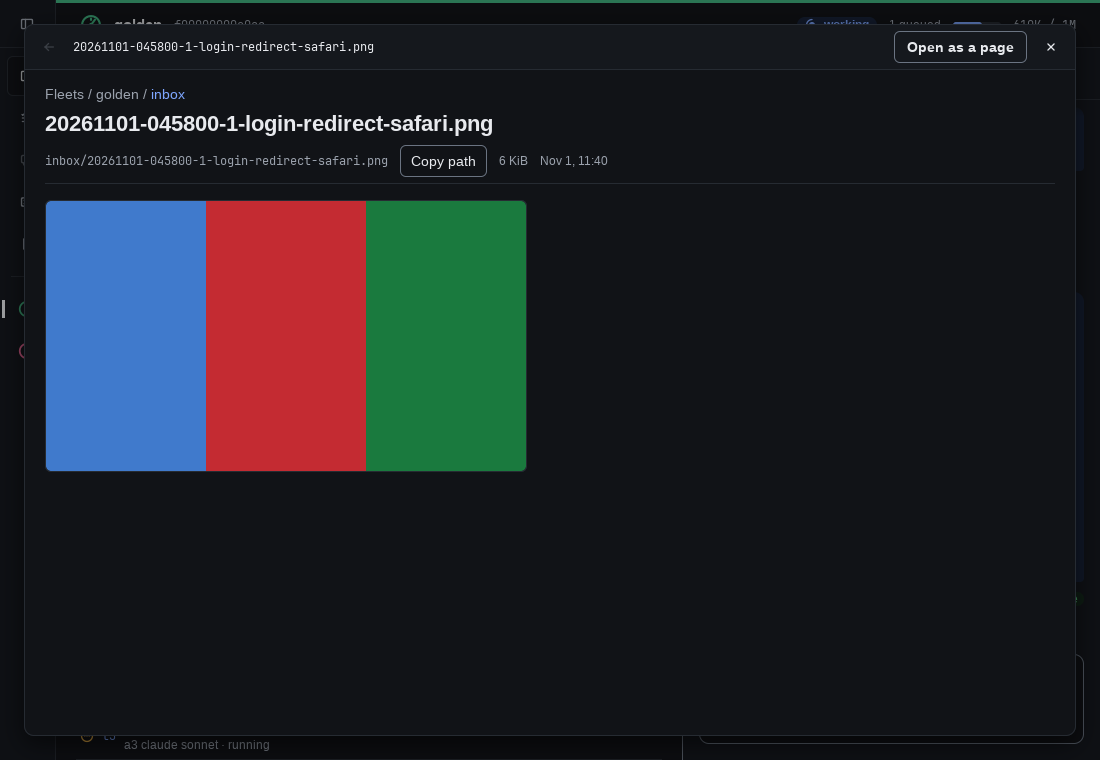 20261101-045800-1-login-redirect-safari.png
Open as a page
Fleets / golden / inbox
20261101-045800-1-login-redirect-safari.png
inbox/20261101-045800-1-login-redirect-safari.png
Copy path
6 KiB
Nov 1, 11:40
a3 claude sonnet · running